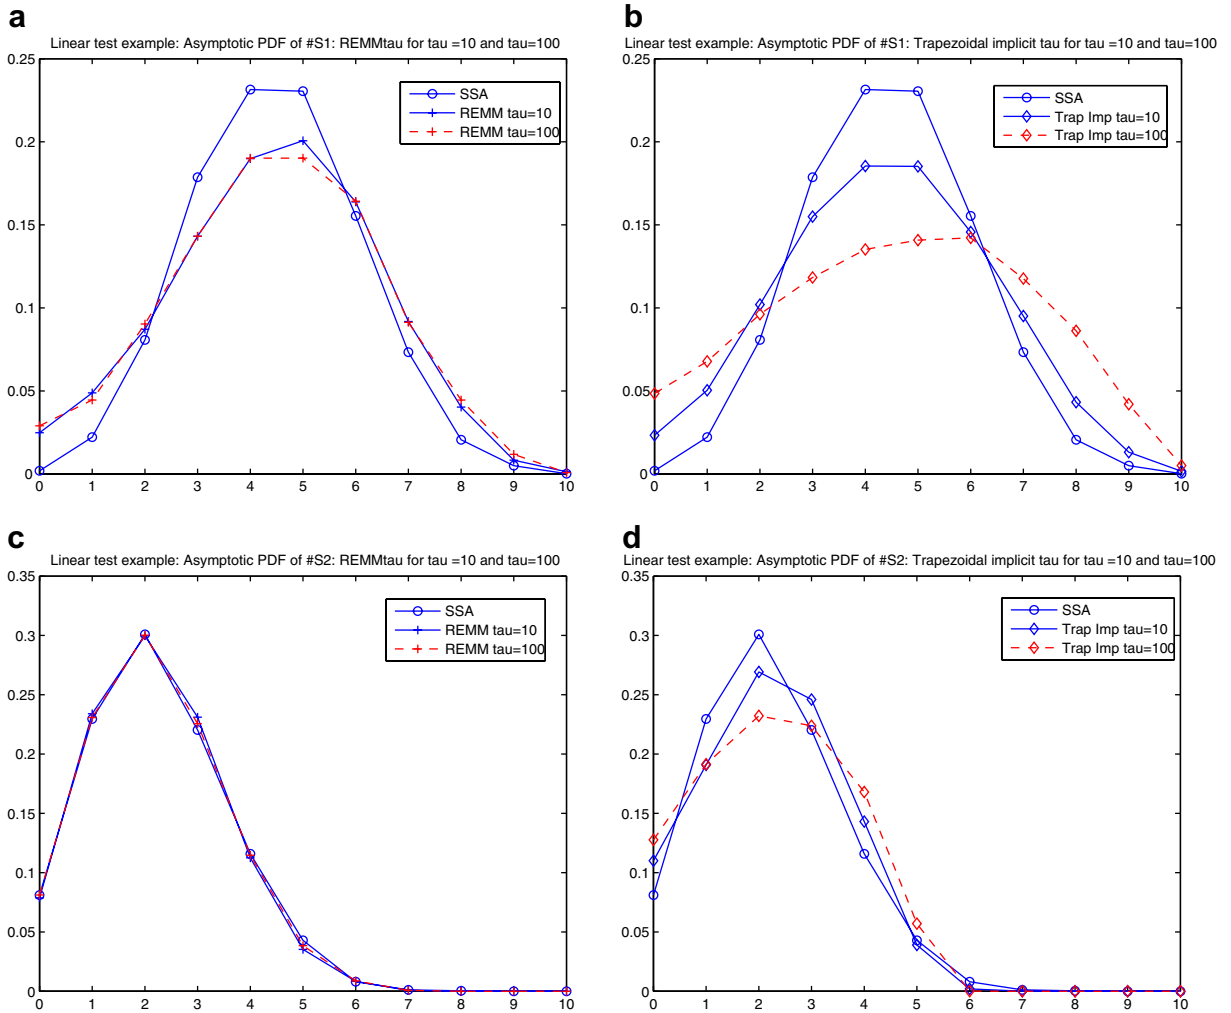 a
Linear test example: Asymptotic PDF of #S1: REMMtau for tau =10 and tau=100
0.25
0.2
0.15
0.1
0.05
0
0 1 2 3 4 5 6 7 8 9 10
SSA
REMM tau=10
REMM tau=100
b
Linear test example: Asymptotic PDF of #S1: Trapezoidal implicit tau for tau =10 and tau=100
0.25
0.2
0.15
0.1
0.05
0
0 1 2 3 4 5 6 7 8 9 10
SSA
Trap Imp tau=10
Trap Imp tau=100
c
Linear test example: Asymptotic PDF of #S2: REMMtau for tau =10 and tau=100
0.35
0.3
0.25
0.2
0.15
0.1
0.05
0
0 1 2 3 4 5 6 7 8 9 10
SSA
REMM tau=10
REMM tau=100
d
Linear test example: Asymptotic PDF of #S2: Trapezoidal implicit tau for tau =10 and tau=100
0.35
0.3
0.25
0.2
0.15
0.1
0.05
0
0 1 2 3 4 5 6 7 8 9 10
SSA
Trap Imp tau=10
Trap Imp tau=100